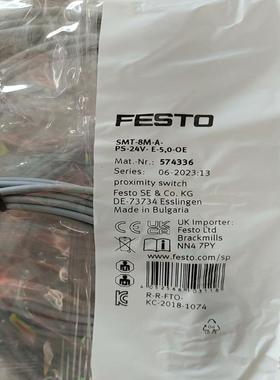 FESTO
SMT-8M-A-
PS-24V- E-5,0-OE
Mat.-Nr.: 574336
Series: 06-2023:13
proximity switch
Festo SE & Co. KG
DE-73734 Esslingen
Made in Bulgaria
UK Importer:
Festo Ltd
Brackmills
NN4 7PY
www.festo.com/sp
R-R-FTO-
KC-2018-1074